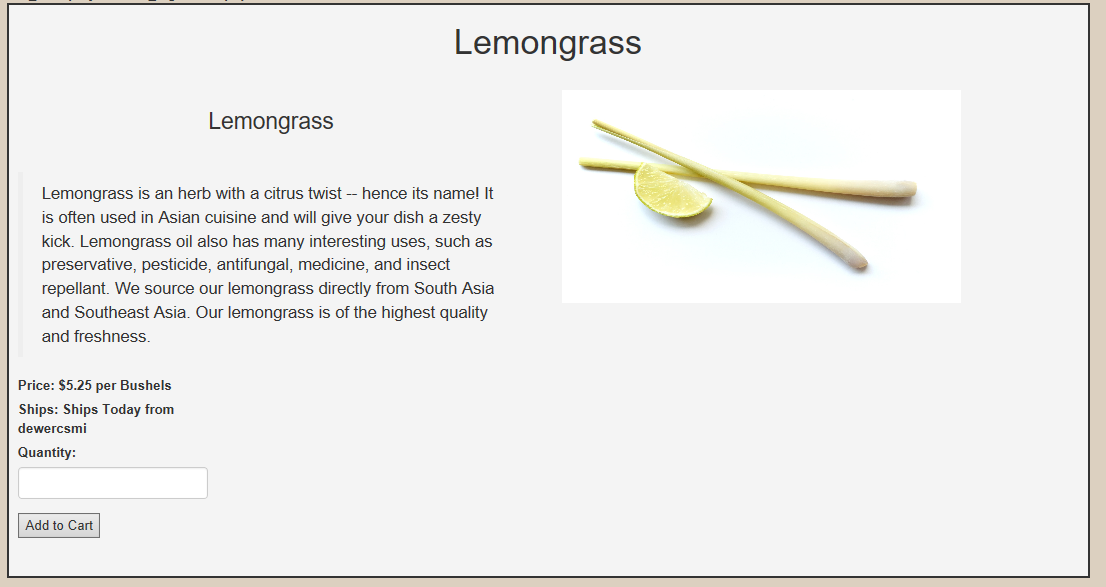 Lemongrass
Lemongrass
Lemongrass is an herb with a citrus twist -- hence its name! It
is often used in Asian cuisine and will give your dish a zesty
kick. Lemongrass oil also has many interesting uses, such as
preservative, pesticide, antifungal, medicine, and insect
repellant. We source our lemongrass directly from South Asia
and Southeast Asia. Our lemongrass is of the highest quality
and freshness.
Price: $5.25 per Bushels
Ships: Ships Today from
dewercsmi
Quantity:
Add to Cart